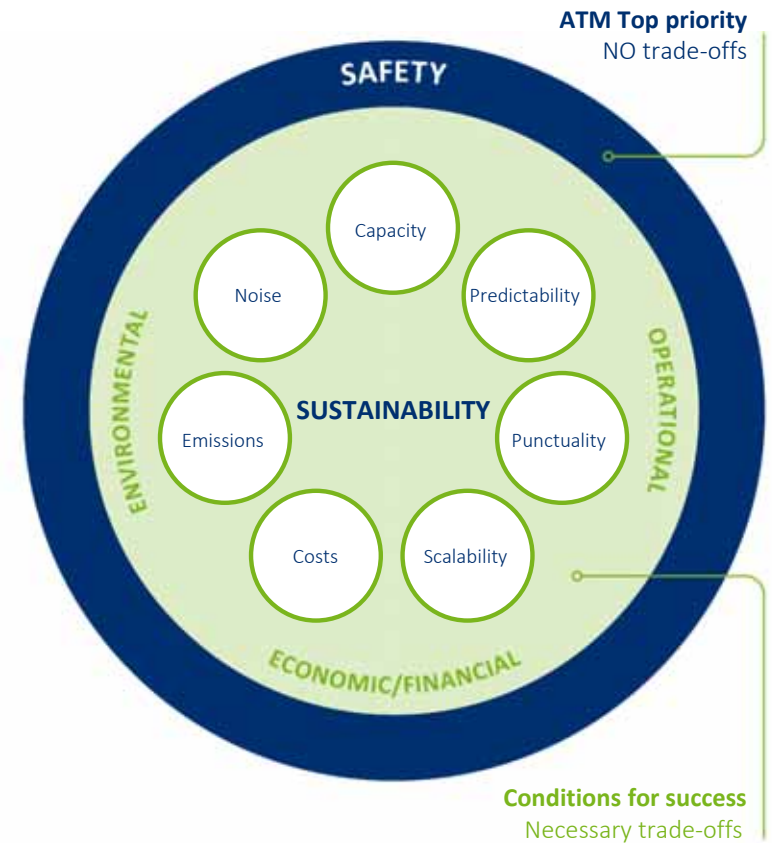 ATM Top priority
NO trade-offs
SAFETY
Capacity
Noise
Predictability
ENVIRONMENTAL
OPERATIONAL
SUSTAINABILITY
Emissions
Punctuality
Costs
Scalability
ECONOMIC/FINANCIAL
Conditions for success
Necessary trade-offs